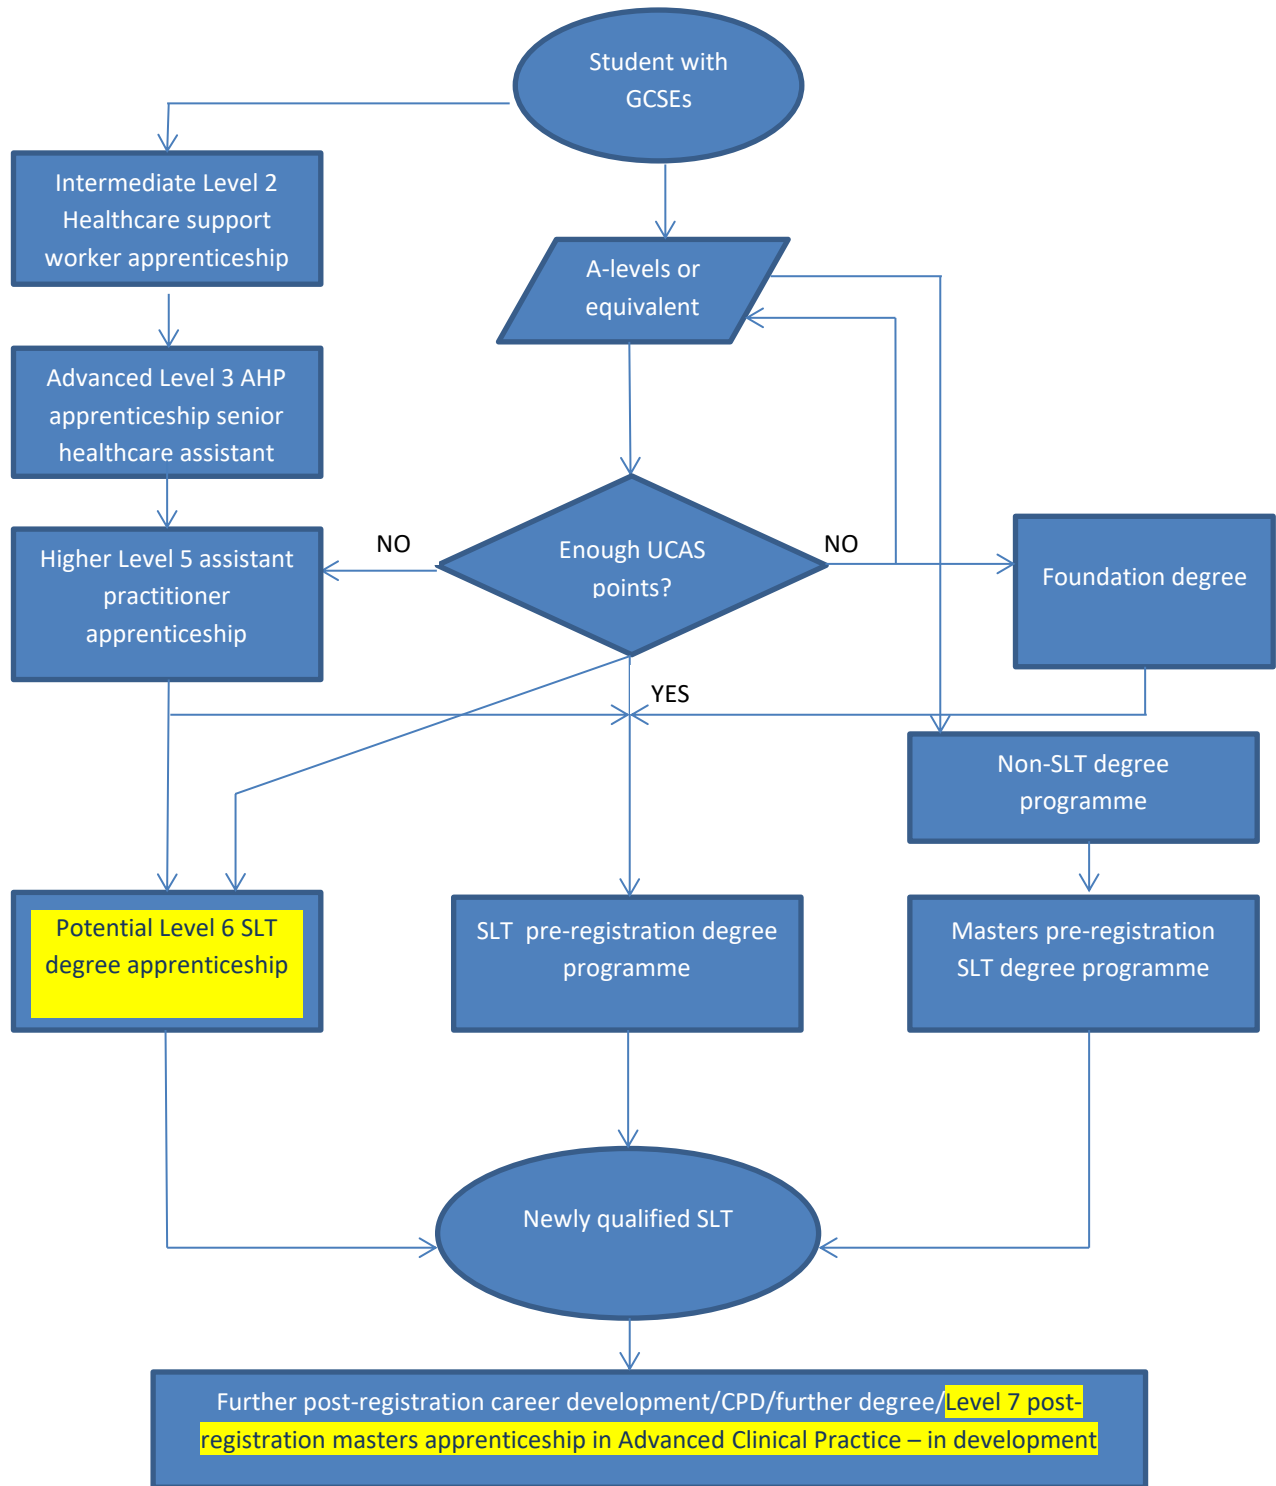 Student with
GCSEs
Intermediate Level 2
Healthcare support
worker apprenticeship
A-levels or
equivalent
Advanced Level 3 AHP
apprenticeship senior
healthcare assistant
Higher Level 5 assistant
practitioner
apprenticeship
NO
Enough UCAS
points?
NO
Foundation degree
YES
Non-SLT degree
programme
Potential Level 6 SLT
degree apprenticeship
SLT  pre-registration degree
programme
Masters pre-registration
SLT degree programme
Newly qualified SLT
Further post-registration career development/CPD/further degree/Level 7 post-
registration masters apprenticeship in Advanced Clinical Practice – in development